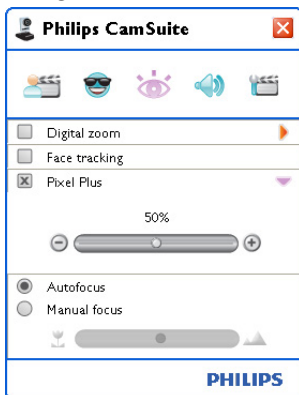 Philips CamSuite
Digital zoom
Face tracking
Pixel Plus
50%
Autofocus
Manual focus
PHILIPS